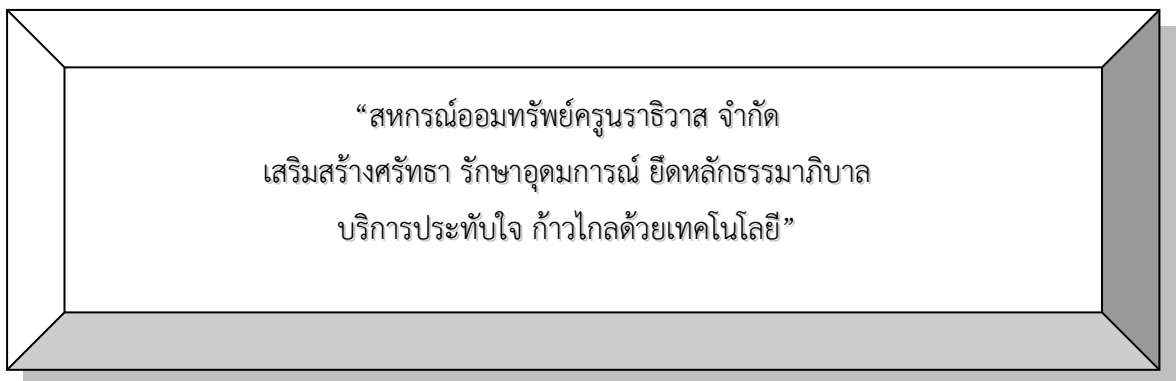 “สหกรณ์ออมทรัพย์ครูนราธิวาส จำกัด
เสริมสร้างศรัทธา รักษาอุดมการณ์ ยึดหลักธรรมาภิบาล
บริการประทับใจ ก้าวไกลด้วยเทคโนโลยี”